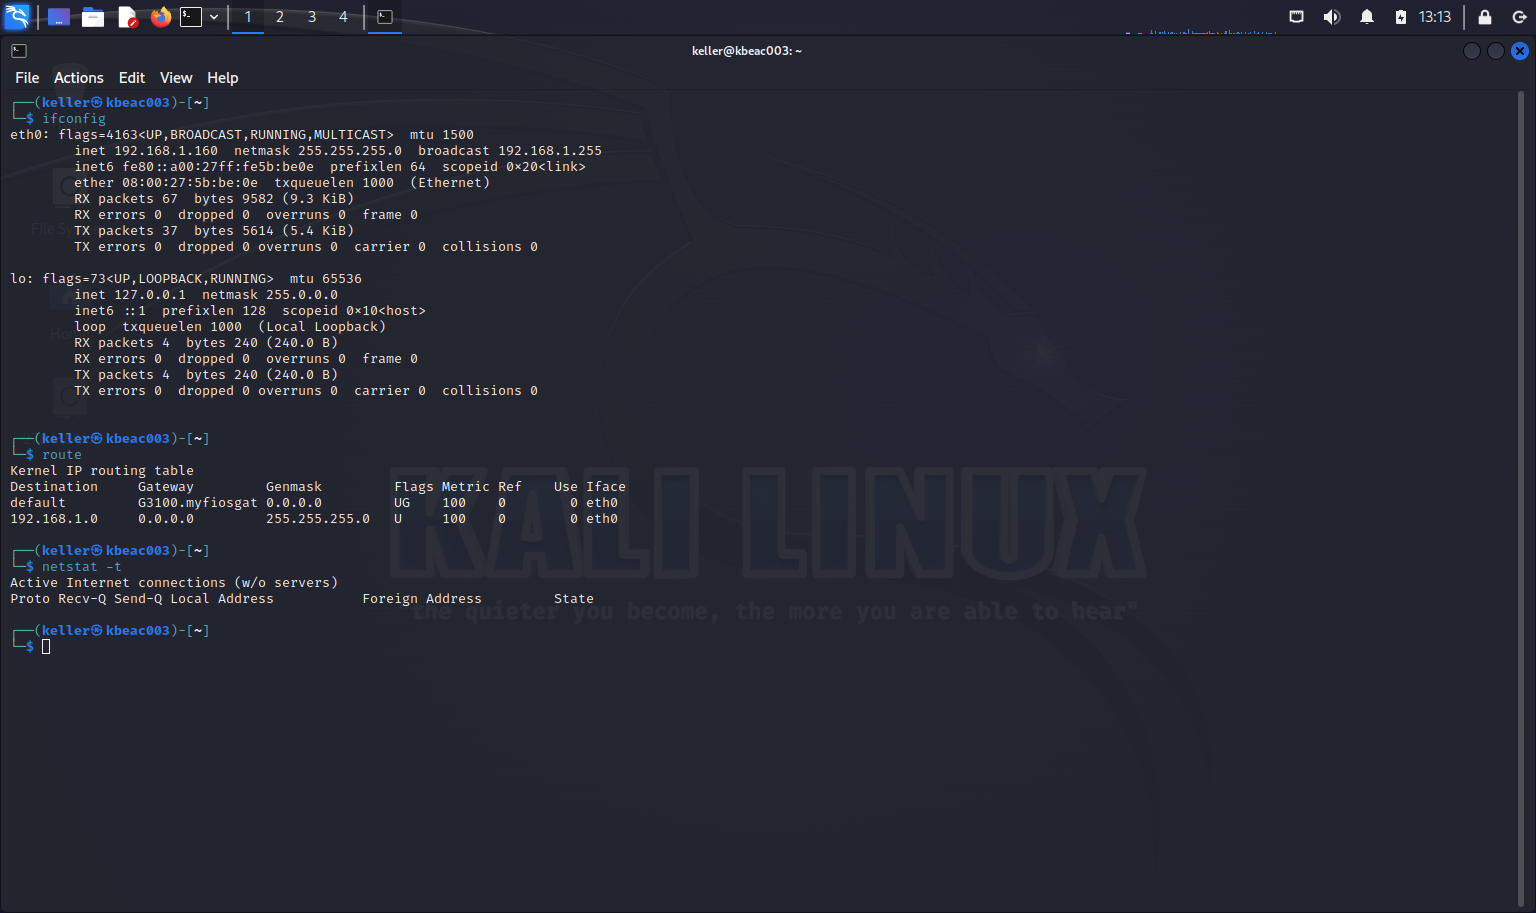 1 2 3 4 13:13
keller@kbeac003: ~
File Actions Edit View Help
┌──(keller㉿kbeac003)-[~]
└─$ ifconfig
eth0: flags=4163<UP,BROADCAST,RUNNING,MULTICAST>  mtu 1500
        inet 192.168.1.160  netmask 255.255.255.0  broadcast 192.168.1.255
        inet6 fe80::a00:27ff:fe5b:be0e  prefixlen 64  scopeid 0x20<link>
        ether 08:00:27:5b:be:0e  txqueuelen 1000  (Ethernet)
        RX packets 67  bytes 9582 (9.3 KiB)
        RX errors 0  dropped 0  overruns 0  frame 0
        TX packets 37  bytes 5614 (5.4 KiB)
        TX errors 0  dropped 0 overruns 0  carrier 0  collisions 0
lo: flags=73<UP,LOOPBACK,RUNNING>  mtu 65536
        inet 127.0.0.1  netmask 255.0.0.0
        inet6 ::1  prefixlen 128  scopeid 0x10<host>
        loop  txqueuelen 1000  (Local Loopback)
        RX packets 4  bytes 240 (240.0 B)
        RX errors 0  dropped 0  overruns 0  frame 0
        TX packets 4  bytes 240 (240.0 B)
        TX errors 0  dropped 0 overruns 0  carrier 0  collisions 0
┌──(keller㉿kbeac003)-[~]
└─$ route
Kernel IP routing table
Destination     Gateway         Genmask         Flags Metric Ref    Use Iface
default         G3100.myfiosgat 0.0.0.0         UG    100    0        0 eth0
192.168.1.0     0.0.0.0         255.255.255.0   U     100    0        0 eth0
┌──(keller㉿kbeac003)-[~]
└─$ netstat -t
Active Internet connections (w/o servers)
Proto Recv-Q Send-Q Local Address           Foreign Address         State
┌──(keller㉿kbeac003)-[~]
└─$
KALI LINUX
"the quieter you become, the more you are able to hear"